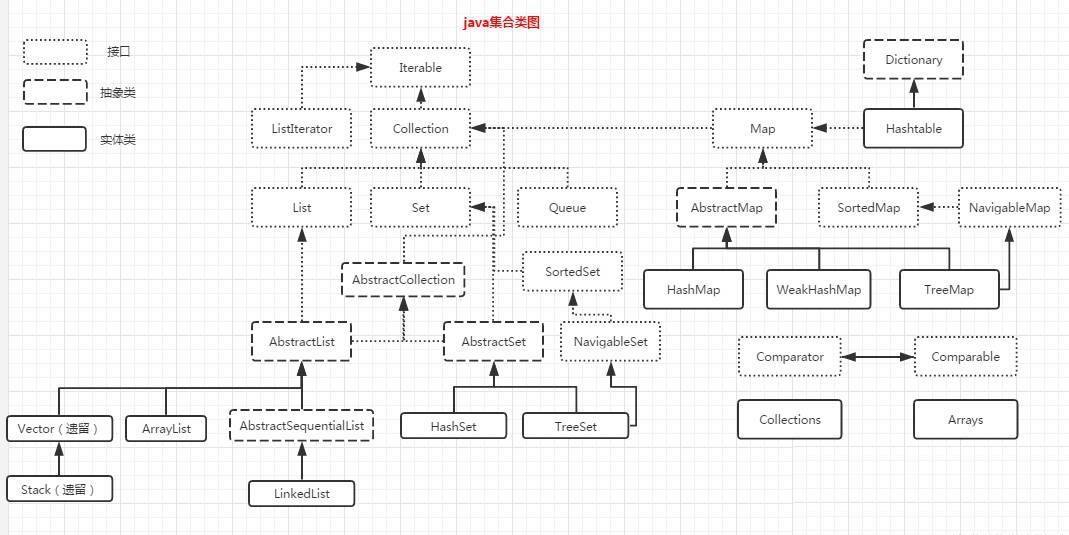 java集合类图
接口
抽象类
实体类
Iterable
Dictionary
ListIterator
Collection
Map
Hashtable
List
Set
Queue
AbstractMap
SortedMap
NavigableMap
AbstractCollection
SortedSet
HashMap
WeakHashMap
TreeMap
AbstractList
AbstractSet
NavigableSet
Comparator
Comparable
Vector（遗留）
ArrayList
AbstractSequentialList
HashSet
TreeSet
Collections
Arrays
Stack（遗留）
LinkedList